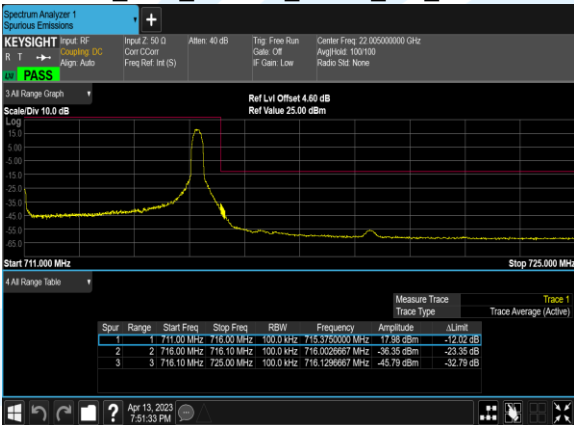 Spectrum Analyzer 1
Spurious Emissions
+
KEYSIGHT Input: RF Input Z: 50 Ω Atten: 40 dB Trig: Free Run Center Freq: 22.005000000 GHz
R T Coupling: DC Corr CCorr Gate: Off Avg|Hold: 100/100
Align: Auto Freq Ref: Int (S) IF Gain: Low Radio Std: None
LXI PASS
3 All Range Graph
Ref Lvl Offset 4.60 dB
Scale/Div 10.0 dB Ref Value 25.00 dBm
Log
15.0
5.00
-5.00
-15.0
-25.0
-35.0
-45.0
-55.0
-65.0
Start 711.000 MHz Stop 725.000 MHz
4 All Range Table
Measure Trace Trace 1
Trace Type Trace Average (Active)
Spur Range Start Freq Stop Freq RBW Frequency Amplitude ΔLimit
1 1 711.00 MHz 716.00 MHz 100.0 kHz 715.3750000 MHz 17.98 dBm -12.02 dB
2 2 716.00 MHz 716.10 MHz 100.0 kHz 716.0026667 MHz -36.35 dBm -23.35 dB
3 3 716.10 MHz 725.00 MHz 100.0 kHz 716.1296667 MHz -45.79 dBm -32.79 dB
? Apr 13, 2023
7:51:33 PM